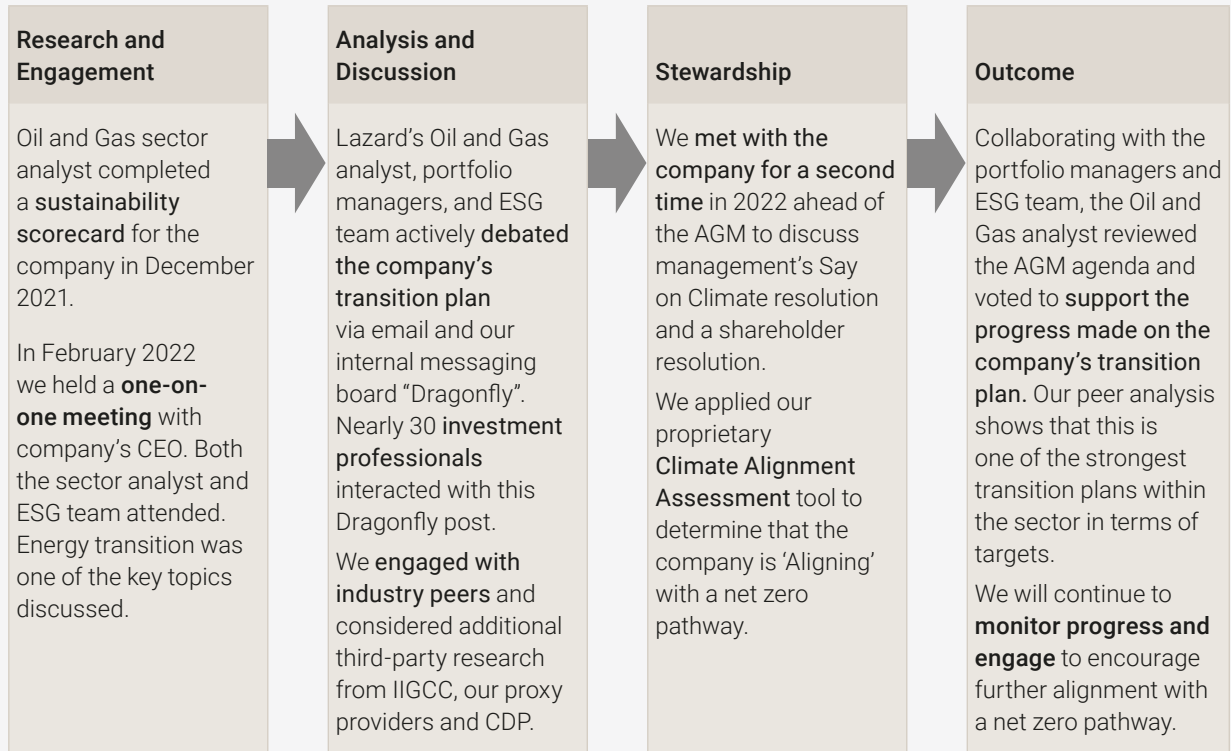 Research and
Engagement
Oil and Gas sector
analyst completed
a sustainability
scorecard for the
company in December
2021.
In February 2022
we held a one-on-
one meeting with
company’s CEO. Both
the sector analyst and
ESG team attended.
Energy transition was
one of the key topics
discussed.
Analysis and
Discussion
Lazard’s Oil and Gas
analyst, portfolio
managers, and ESG
team actively debated
the company’s
transition plan
via email and our
internal messaging
board “Dragonfly”.
Nearly 30 investment
professionals
interacted with this
Dragonfly post.
We engaged with
industry peers and
considered additional
third-party research
from IIGCC, our proxy
providers and CDP.
Stewardship
We met with the
company for a second
time in 2022 ahead of
the AGM to discuss
management’s Say
on Climate resolution
and a shareholder
resolution.
We applied our
proprietary
Climate Alignment
Assessment tool to
determine that the
company is ‘Aligning’
with a net zero
pathway.
Outcome
Collaborating with the
portfolio managers and
ESG team, the Oil and
Gas analyst reviewed
the AGM agenda and
voted to support the
progress made on the
company’s transition
plan. Our peer analysis
shows that this is
one of the strongest
transition plans within
the sector in terms of
targets.
We will continue to
monitor progress and
engage to encourage
further alignment with
a net zero pathway.